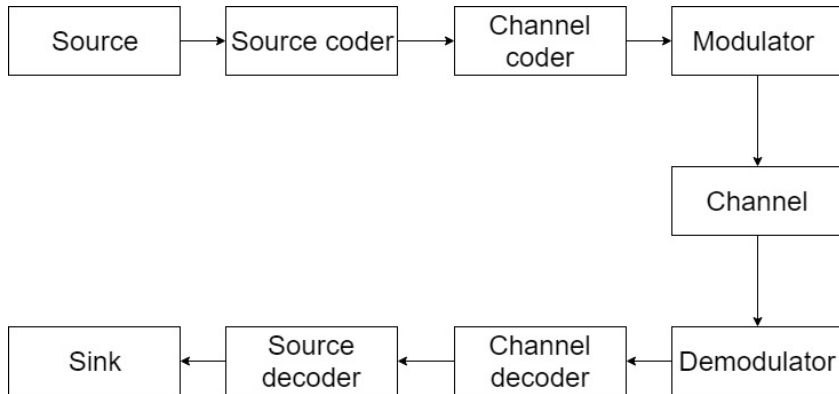 Source
Source coder
Channel
coder
Modulator
Channel
Sink
Source
decoder
Channel
decoder
Demodulator